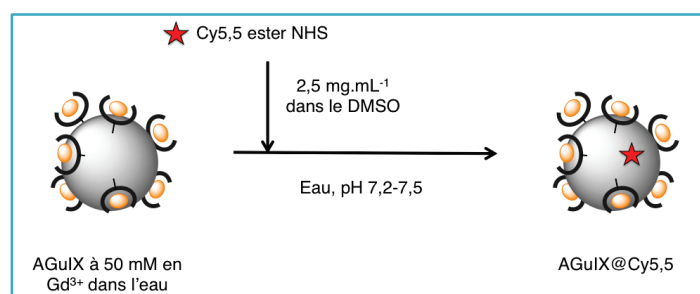 Cy5,5 ester NHS
2,5 mg.mL⁻¹
dans le DMSO
Eau, pH 7,2-7,5
AGuIX à 50 mM en
Gd³⁺ dans l'eau
AGuIX@Cy5,5